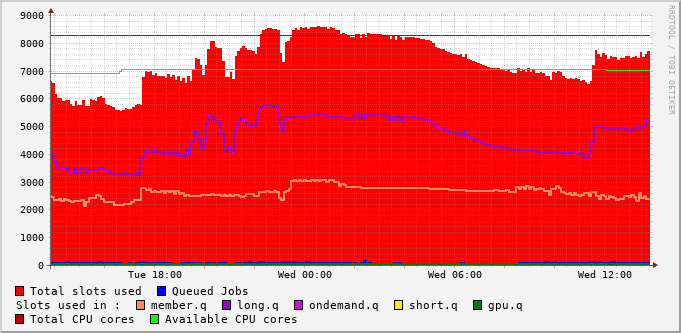 9000
8000
7000
6000
5000
4000
3000
2000
1000
0
Tue 18:00 Wed 00:00 Wed 06:00 Wed 12:00
RRDTOOL / TOBI OETIKER
Total slots used Queued Jobs
Slots used in : member.q long.q ondemand.q short.q gpu.q
Total CPU cores Available CPU cores